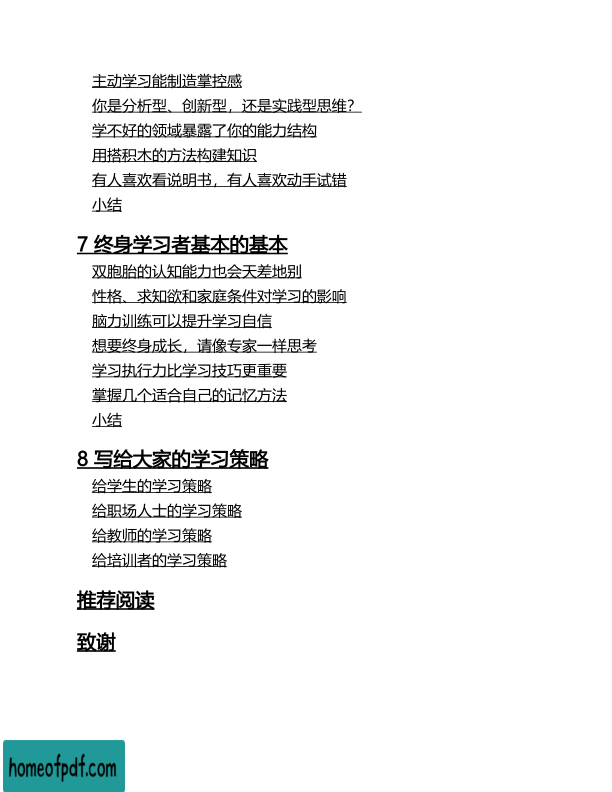 主动学习能制造掌控感
你是分析型、创新型，还是实践型思维？
学不好的领域暴露了你的能力结构
用搭积木的方法构建知识
有人喜欢看说明书，有人喜欢动手试错
小结
7 终身学习者基本的基本
双胞胎的认知能力也会天差地别
性格、求知欲和家庭条件对学习的影响
脑力训练可以提升学习自信
想要终身成长，请像专家一样思考
学习执行力比学习技巧更重要
掌握几个适合自己的记忆方法
小结
8 写给大家的学习策略
给学生的学习策略
给职场人士的学习策略
给教师的学习策略
给培训者的学习策略
推荐阅读
致谢
homeofpdf.com